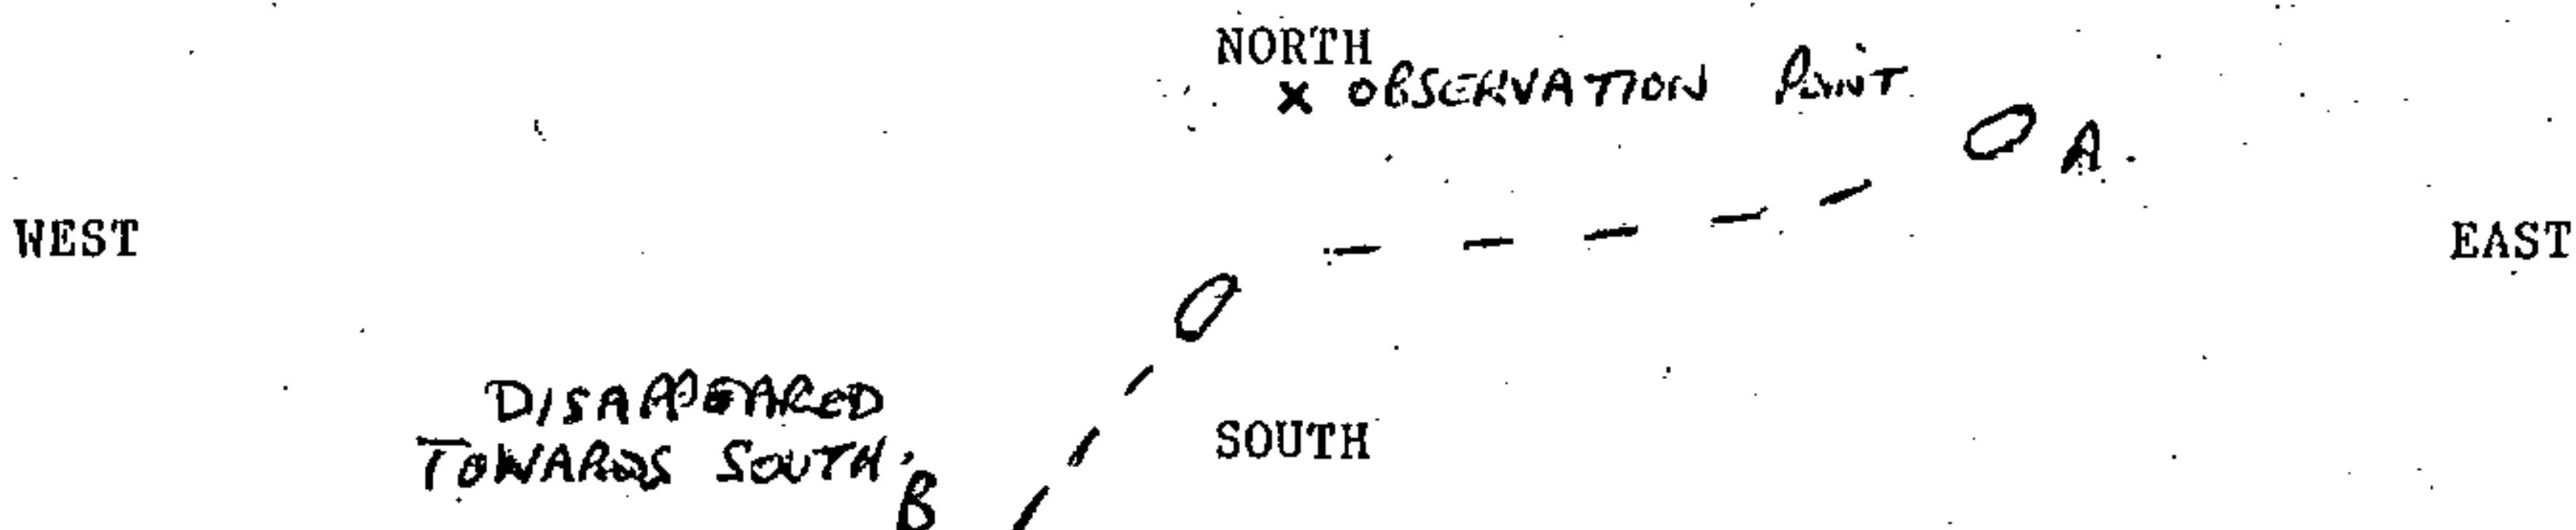 NORTH
x OBSERVATION POINT
A.
WEST
EAST
DISAPPEARED
SOUTH
TOWARDS SOUTH.
B